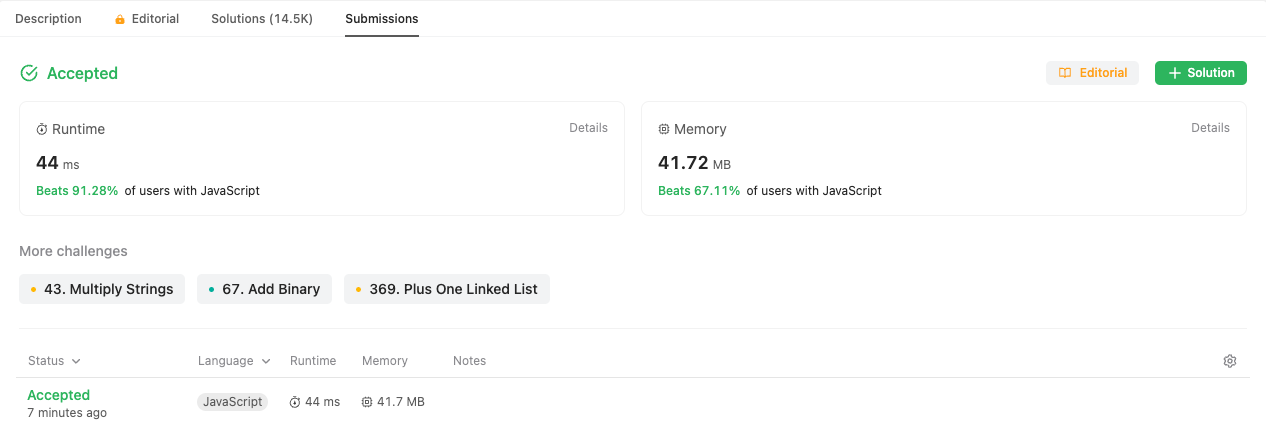 Description Editorial Solutions (14.5K) Submissions
Accepted Editorial + Solution
Runtime Details
44 ms
Beats 91.28% of users with JavaScript
Memory Details
41.72 MB
Beats 67.11% of users with JavaScript
More challenges
43. Multiply Strings 67. Add Binary 369. Plus One Linked List
Status Language Runtime Memory Notes
Accepted JavaScript 44 ms 41.7 MB
7 minutes ago